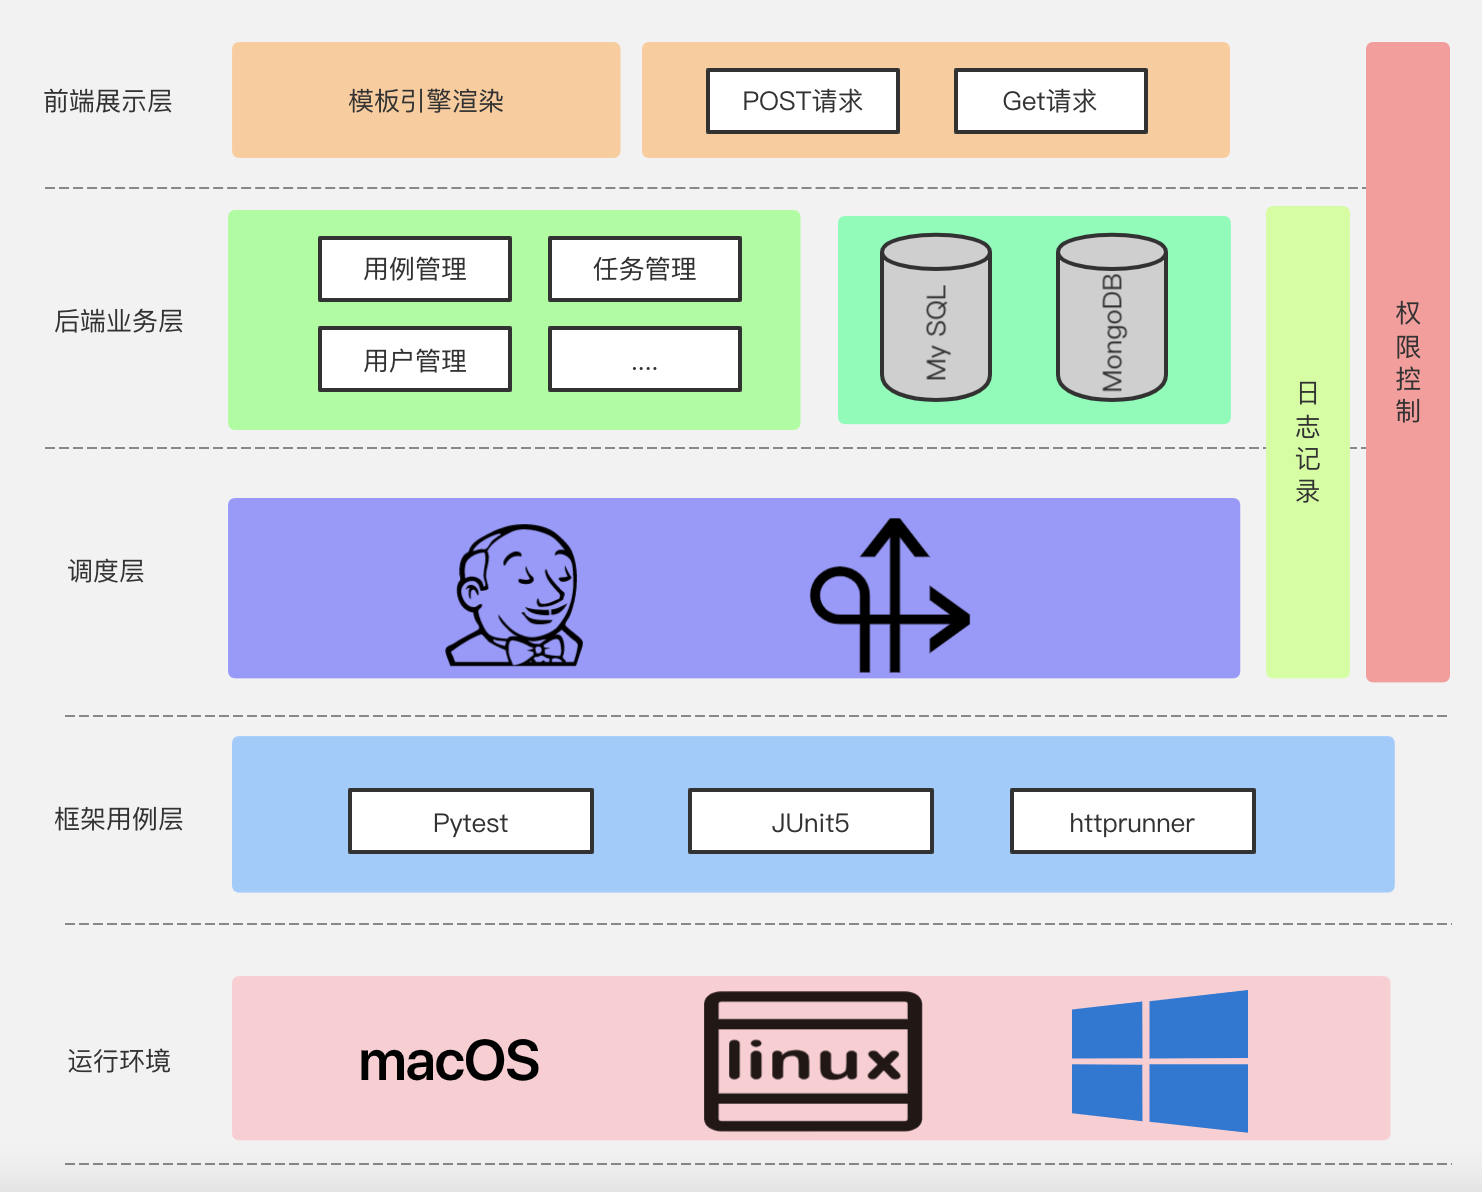 前端展示层
模板引擎渲染
POST请求
Get请求
后端业务层
用例管理
任务管理
用户管理
....
My SQL
MongoDB
日志记录
权限控制
调度层
框架用例层
Pytest
JUnit5
httprunner
运行环境
macOS
linux